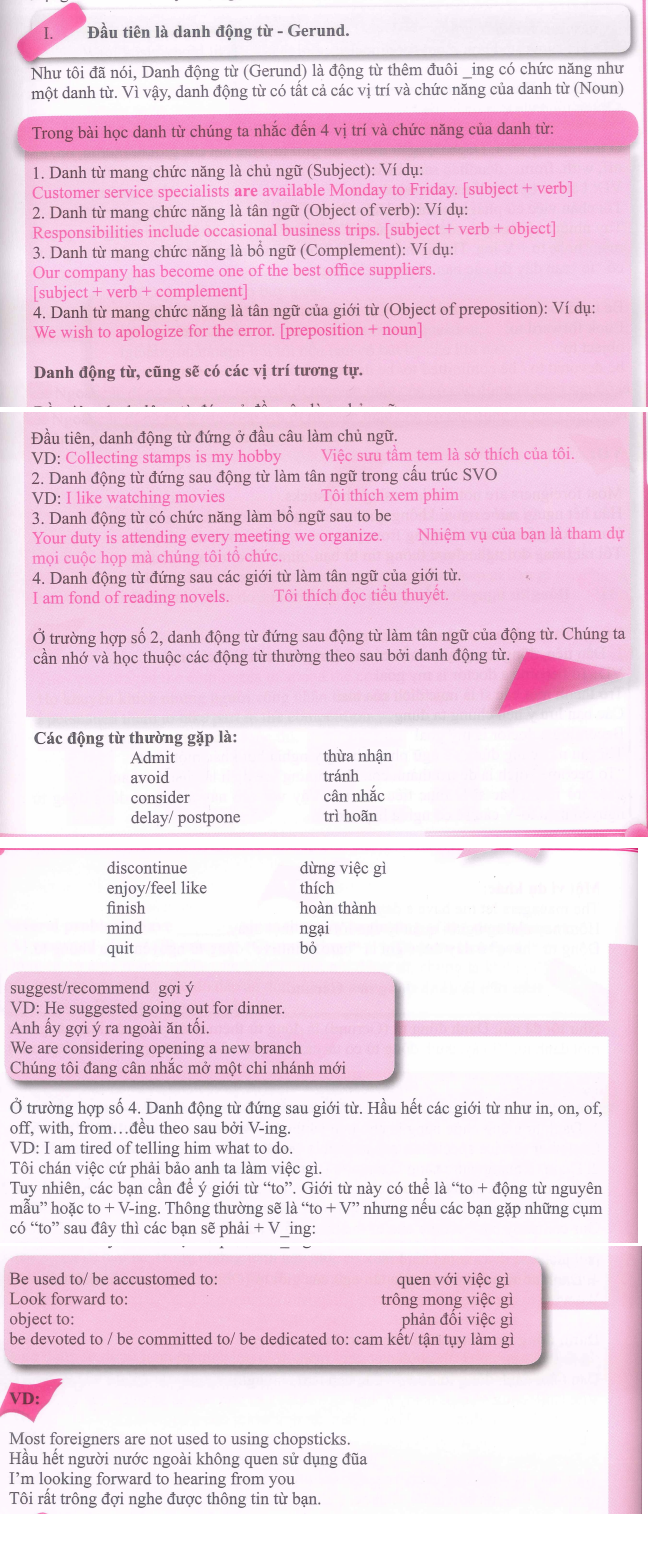 I. Đầu tiên là danh động từ - Gerund.
Như tôi đã nói, Danh động từ (Gerund) là động từ thêm đuôi _ing có chức năng như
một danh từ. Vì vậy, danh động từ có tất cả các vị trí và chức năng của danh từ (Noun)
Trong bài học danh từ chúng ta nhắc đến 4 vị trí và chức năng của danh từ:
1. Danh từ mang chức năng là chủ ngữ (Subject): Ví dụ:
Customer service specialists are available Monday to Friday. [subject + verb]
2. Danh từ mang chức năng là tân ngữ (Object of verb): Ví dụ:
Responsibilities include occasional business trips. [subject + verb + object]
3. Danh từ mang chức năng là bổ ngữ (Complement): Ví dụ:
Our company has become one of the best office suppliers.
[subject + verb + complement]
4. Danh từ mang chức năng là tân ngữ của giới từ (Object of preposition): Ví dụ:
We wish to apologize for the error. [preposition + noun]
Danh động từ, cũng sẽ có các vị trí tương tự.
Đầu tiên, danh động từ đứng ở đầu câu làm chủ ngữ.
VD: Collecting stamps is my hobby Việc sưu tầm tem là sở thích của tôi.
2. Danh động từ đứng sau động từ làm tân ngữ trong cấu trúc SVO
VD: I like watching movies Tôi thích xem phim
3. Danh động từ có chức năng làm bổ ngữ sau to be
Your duty is attending every meeting we organize. Nhiệm vụ của bạn là tham dự
mọi cuộc họp mà chúng tôi tổ chức.
4. Danh động từ đứng sau các giới từ làm tân ngữ của giới từ.
I am fond of reading novels. Tôi thích đọc tiểu thuyết.
Ở trường hợp số 2, danh động từ đứng sau động từ làm tân ngữ của động từ. Chúng ta
cần nhớ và học thuộc các động từ thường theo sau bởi danh động từ.
Các động từ thường gặp là:
Admit thừa nhận
avoid tránh
consider cân nhắc
delay/ postpone trì hoãn
discontinue dừng việc gì
enjoy/feel like thích
finish hoàn thành
mind ngại
quit bỏ
suggest/recommend gợi ý
VD: He suggested going out for dinner.
Anh ấy gợi ý ra ngoài ăn tối.
We are considering opening a new branch
Chúng tôi đang cân nhắc mở một chi nhánh mới
Ở trường hợp số 4. Danh động từ đứng sau giới từ. Hầu hết các giới từ như in, on, of,
off, with, from…đều theo sau bởi V-ing.
VD: I am tired of telling him what to do.
Tôi chán việc cứ phải bảo anh ta làm việc gì.
Tuy nhiên, các bạn cần để ý giới từ “to”. Giới từ này có thể là “to + động từ nguyên
mẫu” hoặc to + V-ing. Thông thường sẽ là “to + V” nhưng nếu các bạn gặp những cụm
có “to” sau đây thì các bạn sẽ phải + V_ing:
Be used to/ be accustomed to: quen với việc gì
Look forward to: trông mong việc gì
object to: phản đối việc gì
be devoted to / be committed to/ be dedicated to: cam kết/ tận tụy làm gì
VD:
Most foreigners are not used to using chopsticks.
Hầu hết người nước ngoài không quen sử dụng đũa
I’m looking forward to hearing from you
Tôi rất trông đợi nghe được thông tin từ bạn.